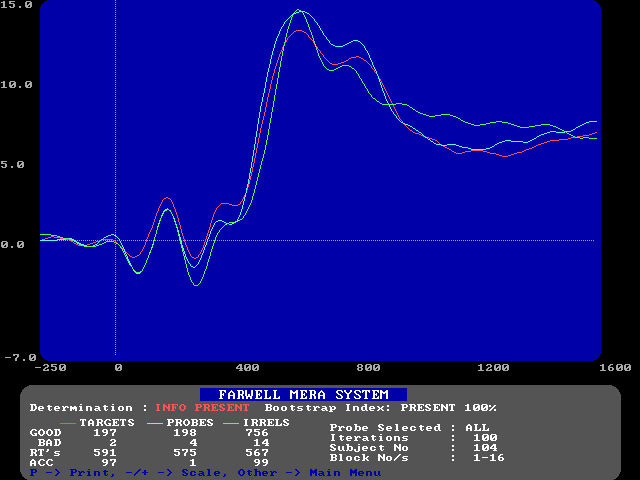 15.0
10.0
5.0
0.0
-7.0
-250 0 400 800 1200 1600
FARWELL MERA SYSTEM
Determination : INFO PRESENT Bootstrap Index: PRESENT 100%
TARGETS PROBES IRRELS
GOOD 197 198 756
BAD 2 4 14
RT's 591 575 567
ACC 97 1 99
Probe Selected : ALL
Iterations : 100
Subject No : 104
Block No/s : 1-16
P -> Print, -/+ -> Scale, Other -> Main Menu